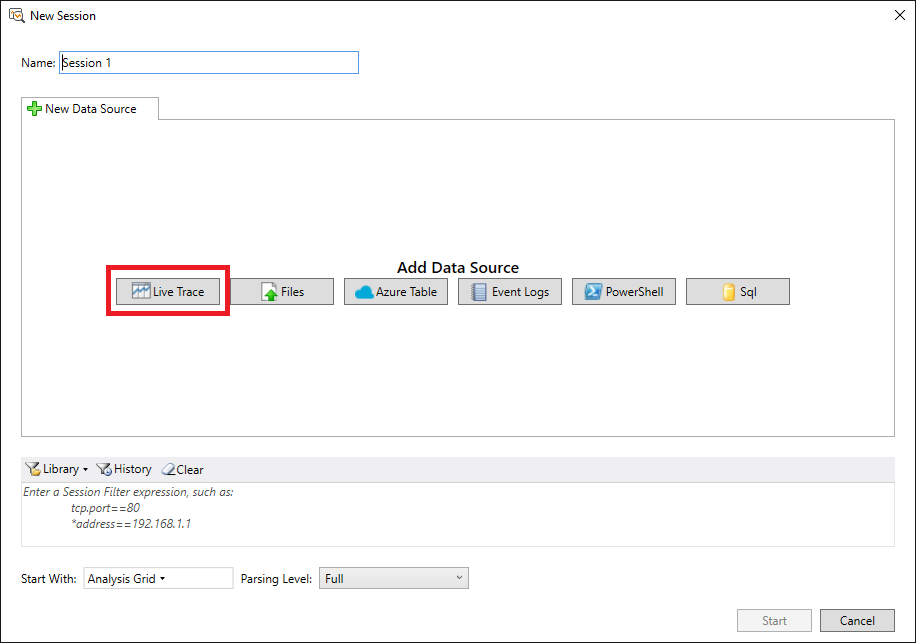 New Session
Name: Session 1
New Data Source
Add Data Source
Live Trace Files Azure Table Event Logs PowerShell Sql
Library History Clear
Enter a Session Filter expression, such as:
tcp.port==80
*address==192.168.1.1
Start With: Analysis Grid Parsing Level: Full
Start Cancel